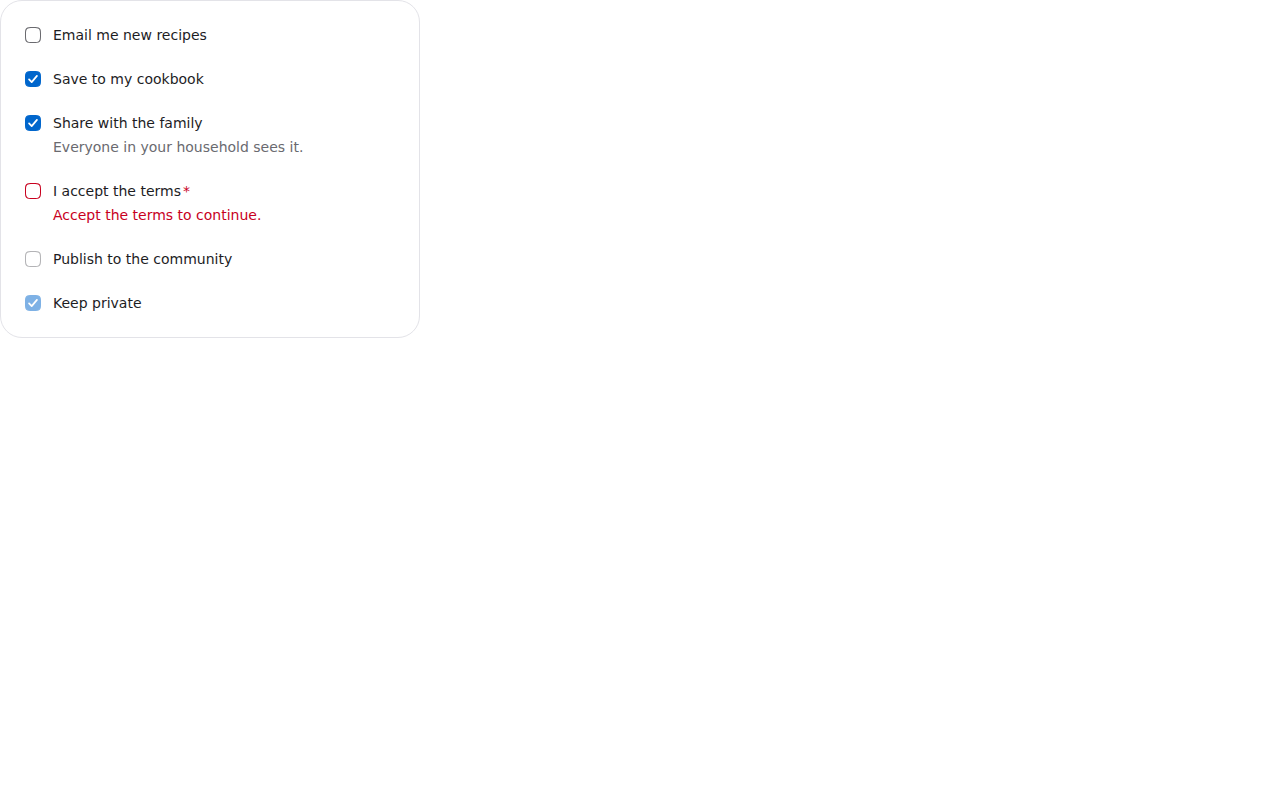 Email me new recipes
Save to my cookbook
Share with the family
Everyone in your household sees it.
I accept the terms*
Accept the terms to continue.
Publish to the community
Keep private